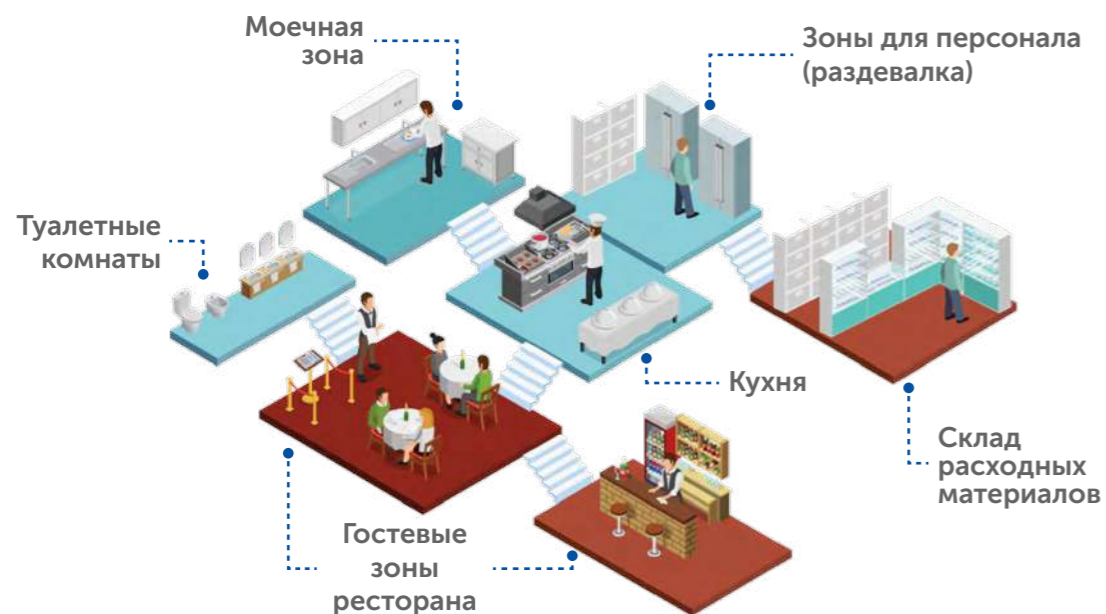 Моечная
зона
Зоны для персонала
(раздевалка)
Туалетные
комнаты
Кухня
Склад
расходных
материалов
Гостевые
зоны
ресторана